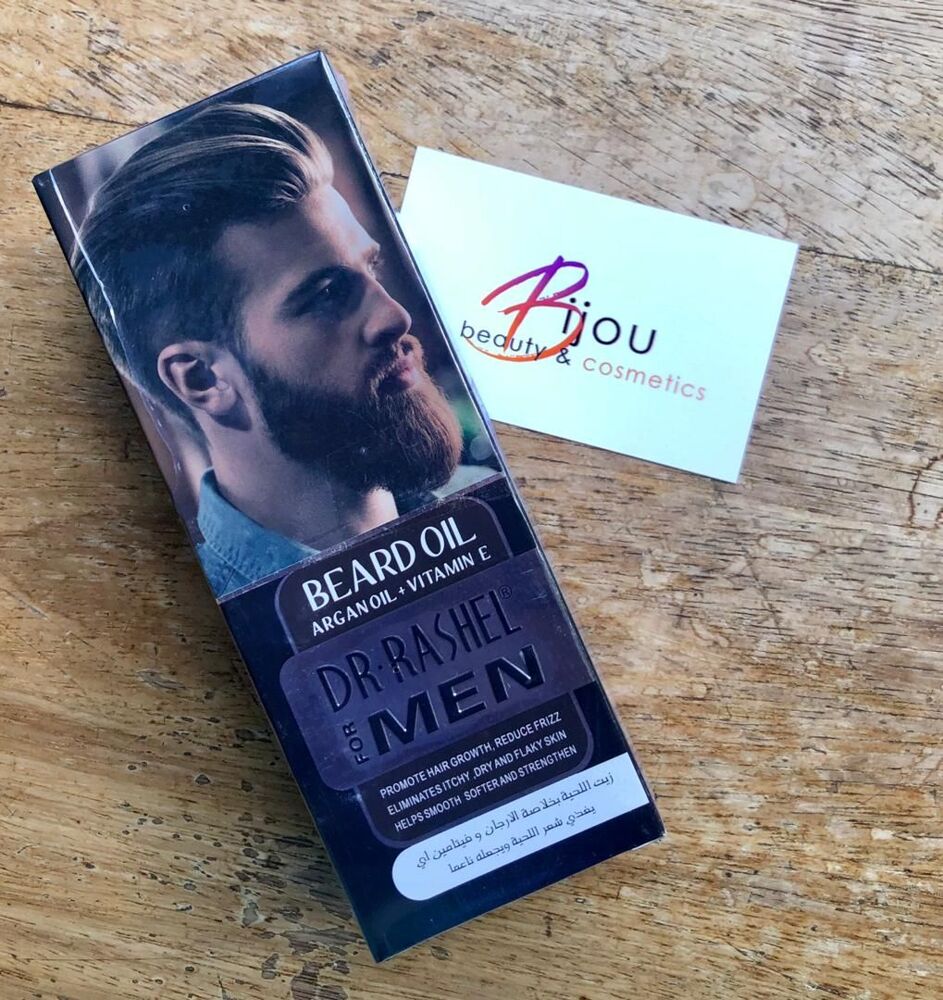 BEARD OIL
ARGAN OIL + VITAMIN E
DR·RASHEL®
FOR MEN
PROMOTE HAIR GROWTH, REDUCE FRIZZ
ELIMINATES ITCHY ,DRY AND FLAKY SKIN
HELPS SMOOTH SOFTER AND STRENGTHEN
زيت اللحية بخلاصة الارجان و فيتامين اي
يغذي شعر اللحية ويجعله ناعما
Bijou
beauty & cosmetics